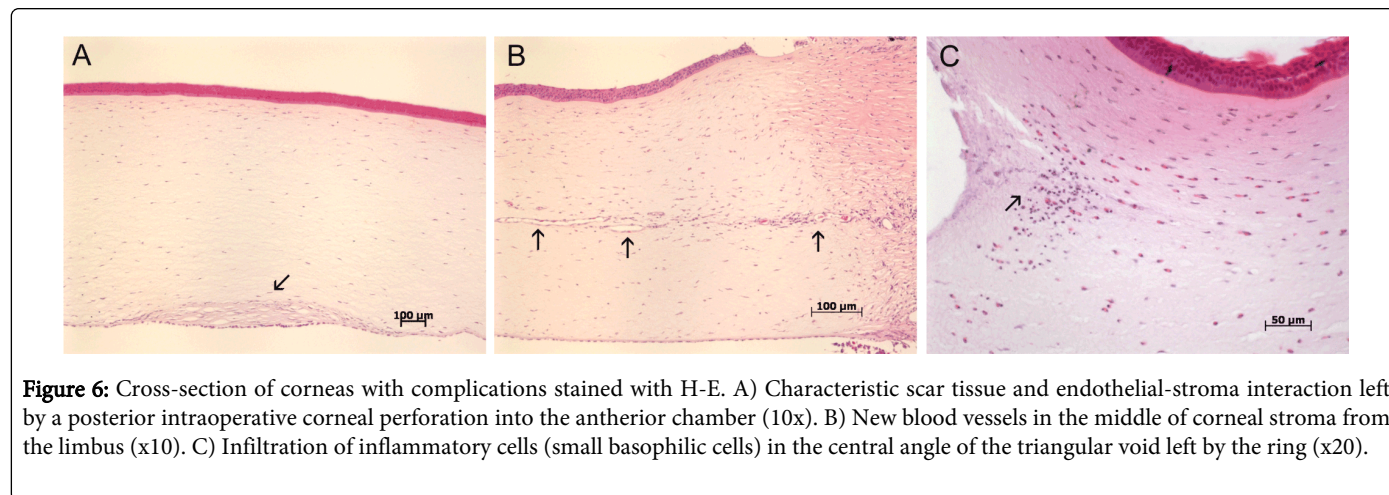 A
B
C
100 µm
100 µm
50 µm
Figure 6: Cross-section of corneas with complications stained with H-E. A) Characteristic scar tissue and endothelial-stroma interaction left
by a posterior intraoperative corneal perforation into the antherior chamber (10x). B) New blood vessels in the middle of corneal stroma from
the limbus (x10). C) Infiltration of inflammatory cells (small basophilic cells) in the central angle of the triangular void left by the ring (x20).